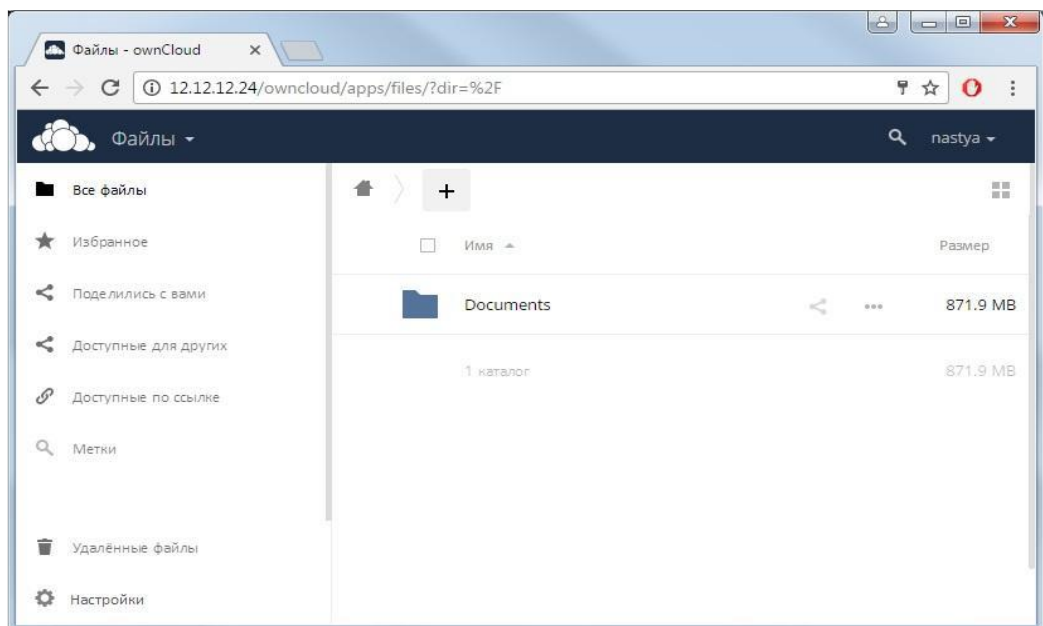 Файлы - ownCloud
12.12.12.24/owncloud/apps/files/?dir=%2F
Файлы
nastya
Все файлы
Избранное
Поделились с вами
Доступные для других
Доступные по ссылке
Метки
Удалённые файлы
Настройки
Имя
Размер
Documents
871.9 MB
1 каталог
871.9 MB